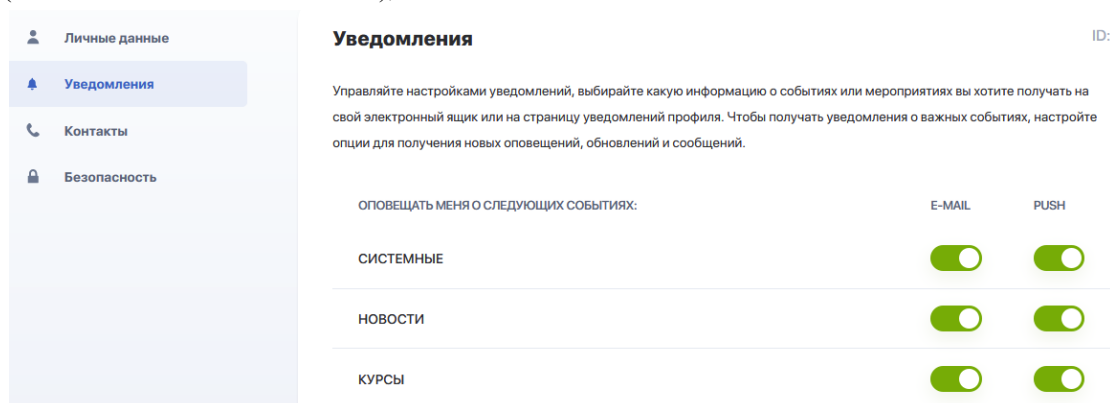 Личные данные
Уведомления
Контакты
Безопасность
Уведомления
ID:
Управляйте настройками уведомлений, выбирайте какую информацию о событиях или мероприятиях вы хотите получать на
свой электронный ящик или на страницу уведомлений профиля. Чтобы получать уведомления о важных событиях, настройте
опции для получения новых оповещений, обновлений и сообщений.
ОПОВЕЩАТЬ МЕНЯ О СЛЕДУЮЩИХ СОБЫТИЯХ: E-MAIL PUSH
СИСТЕМНЫЕ
НОВОСТИ
КУРСЫ